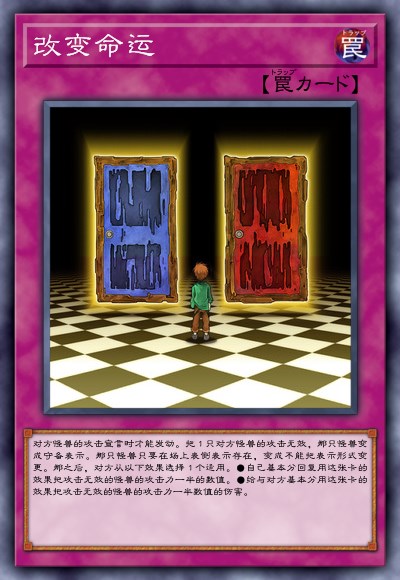 改变命运
トラップ
罠
トラップ
【罠カード】
对方怪兽的攻击宣言时才能发动。把1只对方怪兽的攻击无效，那只怪兽变
成守备表示。那只怪兽只要在场上表侧表示存在，变成不能把表示形式变
更。那之后，对方从以下效果选择1个适用。●自己基本分回复用这张卡的
效果把攻击无效的怪兽的攻击力一半的数值。●给与对方基本分用这张卡的
效果把攻击无效的怪兽的攻击力一半数值的伤害。